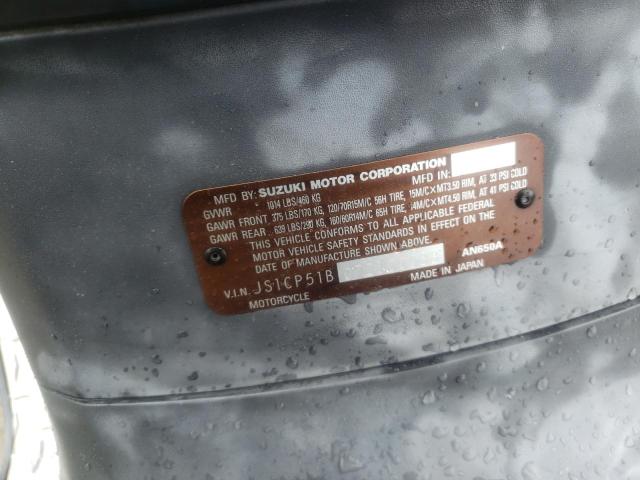 MFD BY: SUZUKI MOTOR CORPORATION MFD IN:
GVWR : 1014 LBS/460 KG
GAWR FRONT 375 LBS/170 KG, 120/70R15M/C 56H TIRE, 15M/C×MT3.50 RIM, AT 33 PSI COLD
GAWR REAR : 639 LBS/290 KG, 160/60R14M/C 65H TIRE, 14M/C×MT4.50 RIM, AT 41 PSI COLD
THIS VEHICLE CONFORMS TO ALL APPLICABLE FEDERAL
MOTOR VEHICLE SAFETY STANDARDS IN EFFECT ON THE
DATE OF MANUFACTURE SHOWN ABOVE.
AN650A
V.I.N. JS1CP51B
MOTORCYCLE MADE IN JAPAN